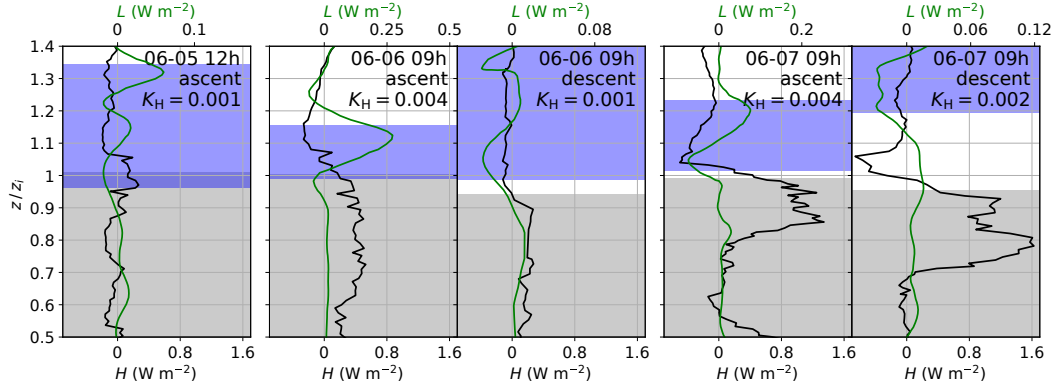 L (W m⁻²) L (W m⁻²) L (W m⁻²) L (W m⁻²) L (W m⁻²)
0 0.1 0 0.25 0.5 0 0.08 0 0.2 0 0.06 0.12
1.4
1.3
1.2
1.1
1
0.9
0.8
0.7
0.6
0.5
z/zᵢ
06-05 12h
ascent
K_H = 0.001
06-06 09h
ascent
K_H = 0.004
06-06 09h
descent
K_H = 0.001
06-07 09h
ascent
K_H = 0.004
06-07 09h
descent
K_H = 0.002
0 0.8 1.6 0 0.8 1.6 0 0.8 1.6 0 0.8 1.6 0 0.8 1.6
H (W m⁻²) H (W m⁻²) H (W m⁻²) H (W m⁻²) H (W m⁻²)